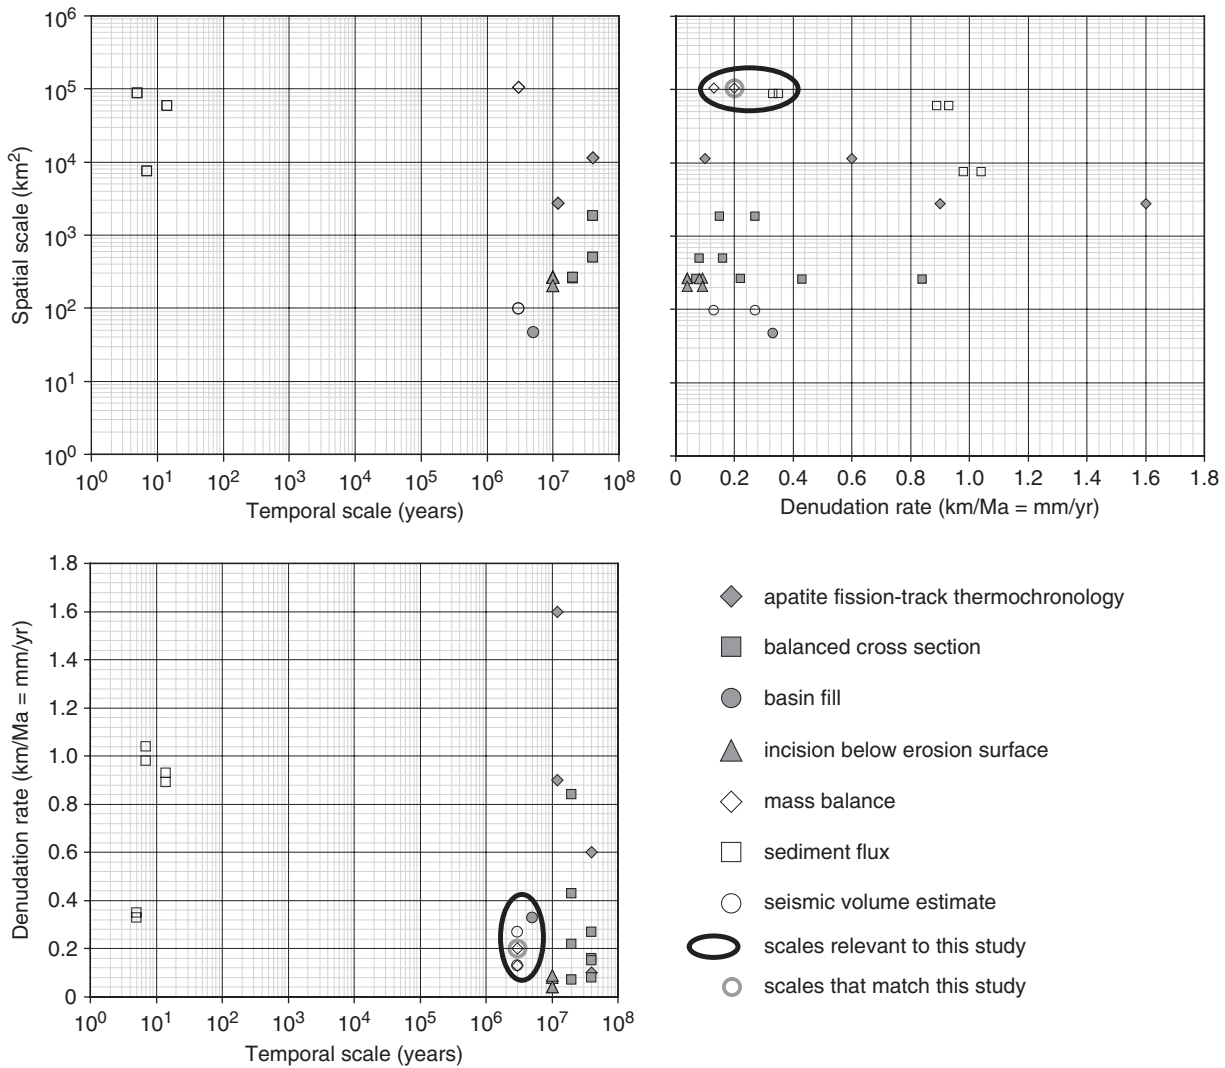 10^6
10^5
10^4
10^3
10^2
10^1
10^0
Spatial scale (km^2)
10^0 10^1 10^2 10^3 10^4 10^5 10^6 10^7 10^8
Temporal scale (years)
0 0.2 0.4 0.6 0.8 1.0 1.2 1.4 1.6 1.8
Denudation rate (km/Ma = mm/yr)
1.8
1.6
1.4
1.2
1.0
0.8
0.6
0.4
0.2
0
Denudation rate (km/Ma = mm/yr)
10^0 10^1 10^2 10^3 10^4 10^5 10^6 10^7 10^8
Temporal scale (years)
apatite fission-track thermochronology
balanced cross section
basin fill
incision below erosion surface
mass balance
sediment flux
seismic volume estimate
scales relevant to this study
scales that match this study